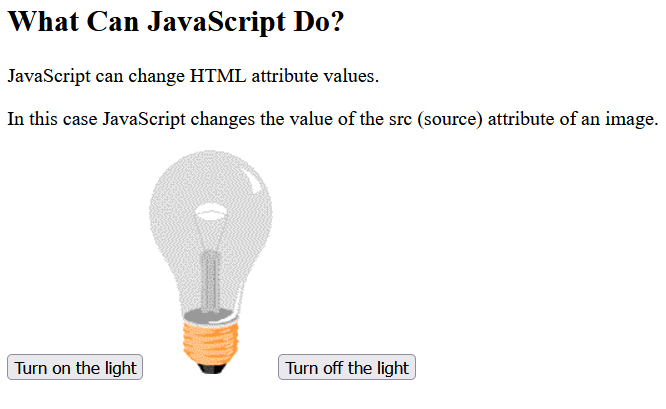 What Can JavaScript Do?
JavaScript can change HTML attribute values.
In this case JavaScript changes the value of the src (source) attribute of an image.
Turn on the light
Turn off the light